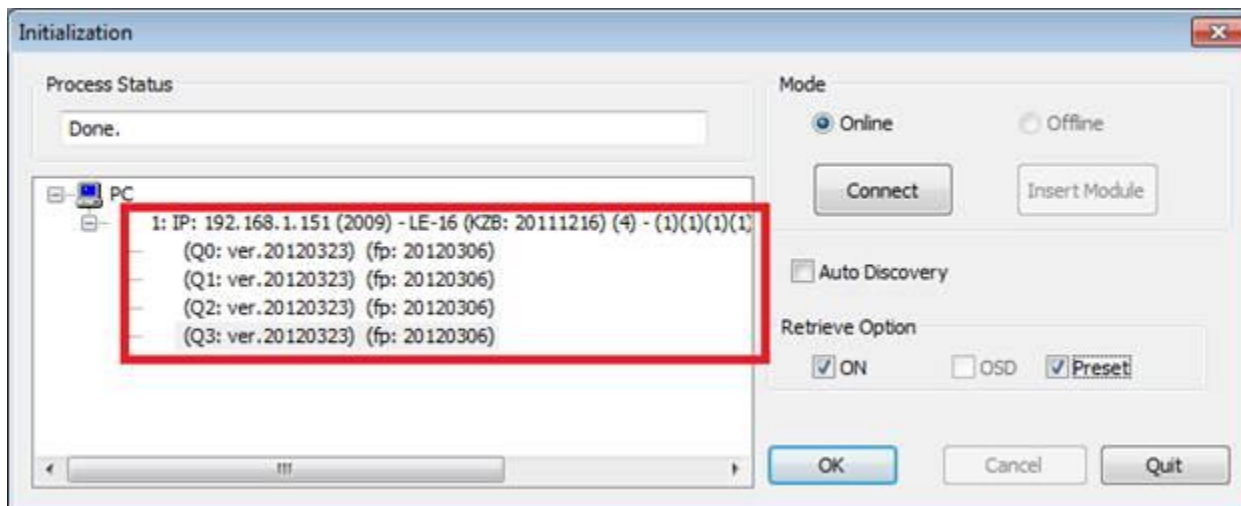 Initialization
Process Status
Done.
PC
1: IP: 192.168.1.151 (2009) - LE-16 (KZB: 20111216) (4) - (1)(1)(1)(1)
(Q0: ver.20120323) (fp: 20120306)
(Q1: ver.20120323) (fp: 20120306)
(Q2: ver.20120323) (fp: 20120306)
(Q3: ver.20120323) (fp: 20120306)
Mode
Online Offline
Connect Insert Module
Auto Discovery
Retrieve Option
ON OSD Preset
OK Cancel Quit